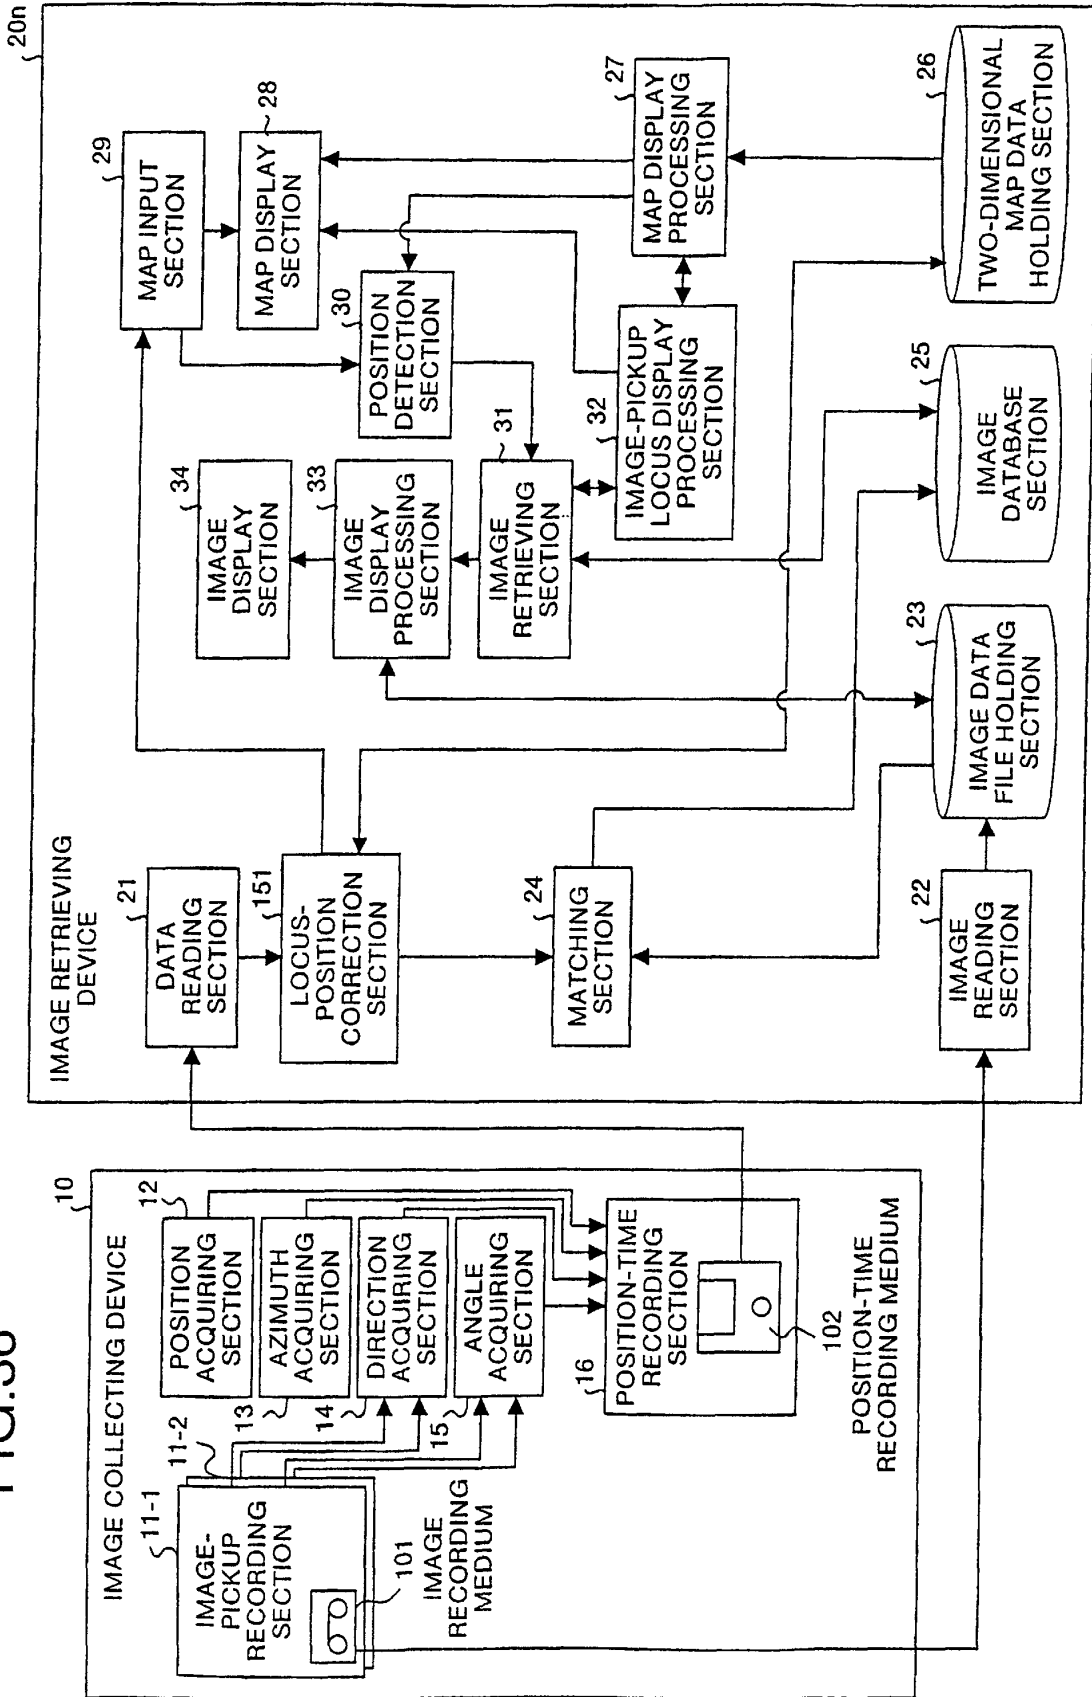 FIG.36
10
IMAGE COLLECTING DEVICE
11-1
11-2
IMAGE-
PICKUP
RECORDING
SECTION
101
IMAGE
RECORDING
MEDIUM
12
POSITION
ACQUIRING
SECTION
13
AZIMUTH
ACQUIRING
SECTION
14
DIRECTION
ACQUIRING
SECTION
15
ANGLE
ACQUIRING
SECTION
16
POSITION-TIME
RECORDING
SECTION
102
POSITION-TIME
RECORDING MEDIUM
20n
IMAGE RETRIEVING
DEVICE
21
DATA
READING
SECTION
151
LOCUS-
POSITION
CORRECTION
SECTION
24
MATCHING
SECTION
22
IMAGE
READING
SECTION
34
IMAGE
DISPLAY
SECTION
33
IMAGE
DISPLAY
PROCESSING
SECTION
31
IMAGE
RETRIEVING
SECTION
23
IMAGE DATA
FILE HOLDING
SECTION
29
MAP INPUT
SECTION
28
MAP DISPLAY
SECTION
30
POSITION
DETECTION
SECTION
32
IMAGE-PICKUP
LOCUS DISPLAY
PROCESSING
SECTION
27
MAP DISPLAY
PROCESSING
SECTION
25
IMAGE
DATABASE
SECTION
26
TWO-DIMENSIONAL
MAP DATA
HOLDING SECTION